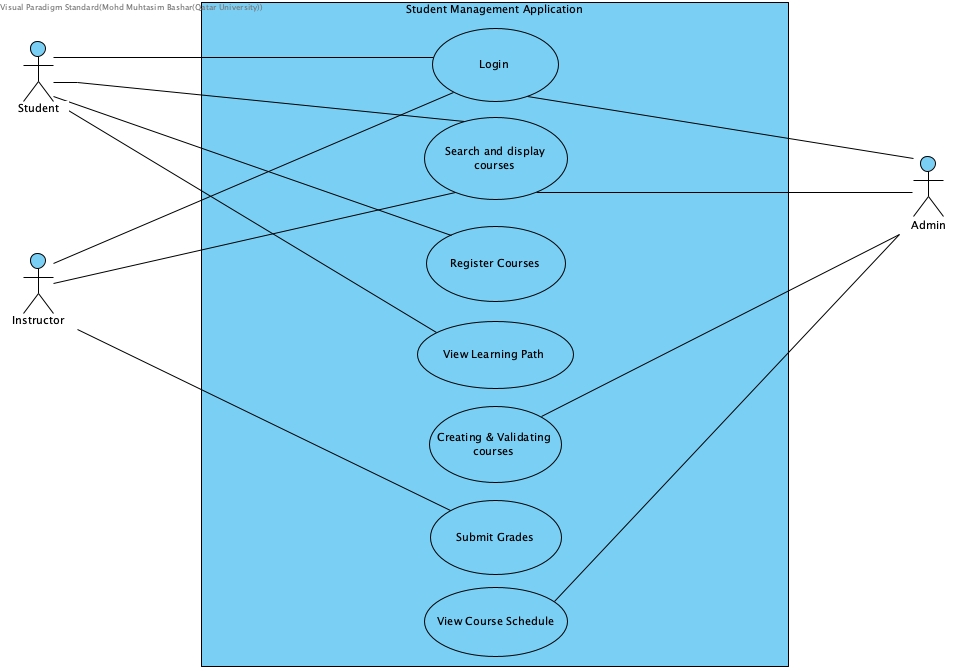 Visual Paradigm Standard(Mohd Muhtasim Bashar(Qatar University))
Student Management Application
Login
Student
Search and display
courses
Admin
Register Courses
Instructor
View Learning Path
Creating & Validating
courses
Submit Grades
View Course Schedule